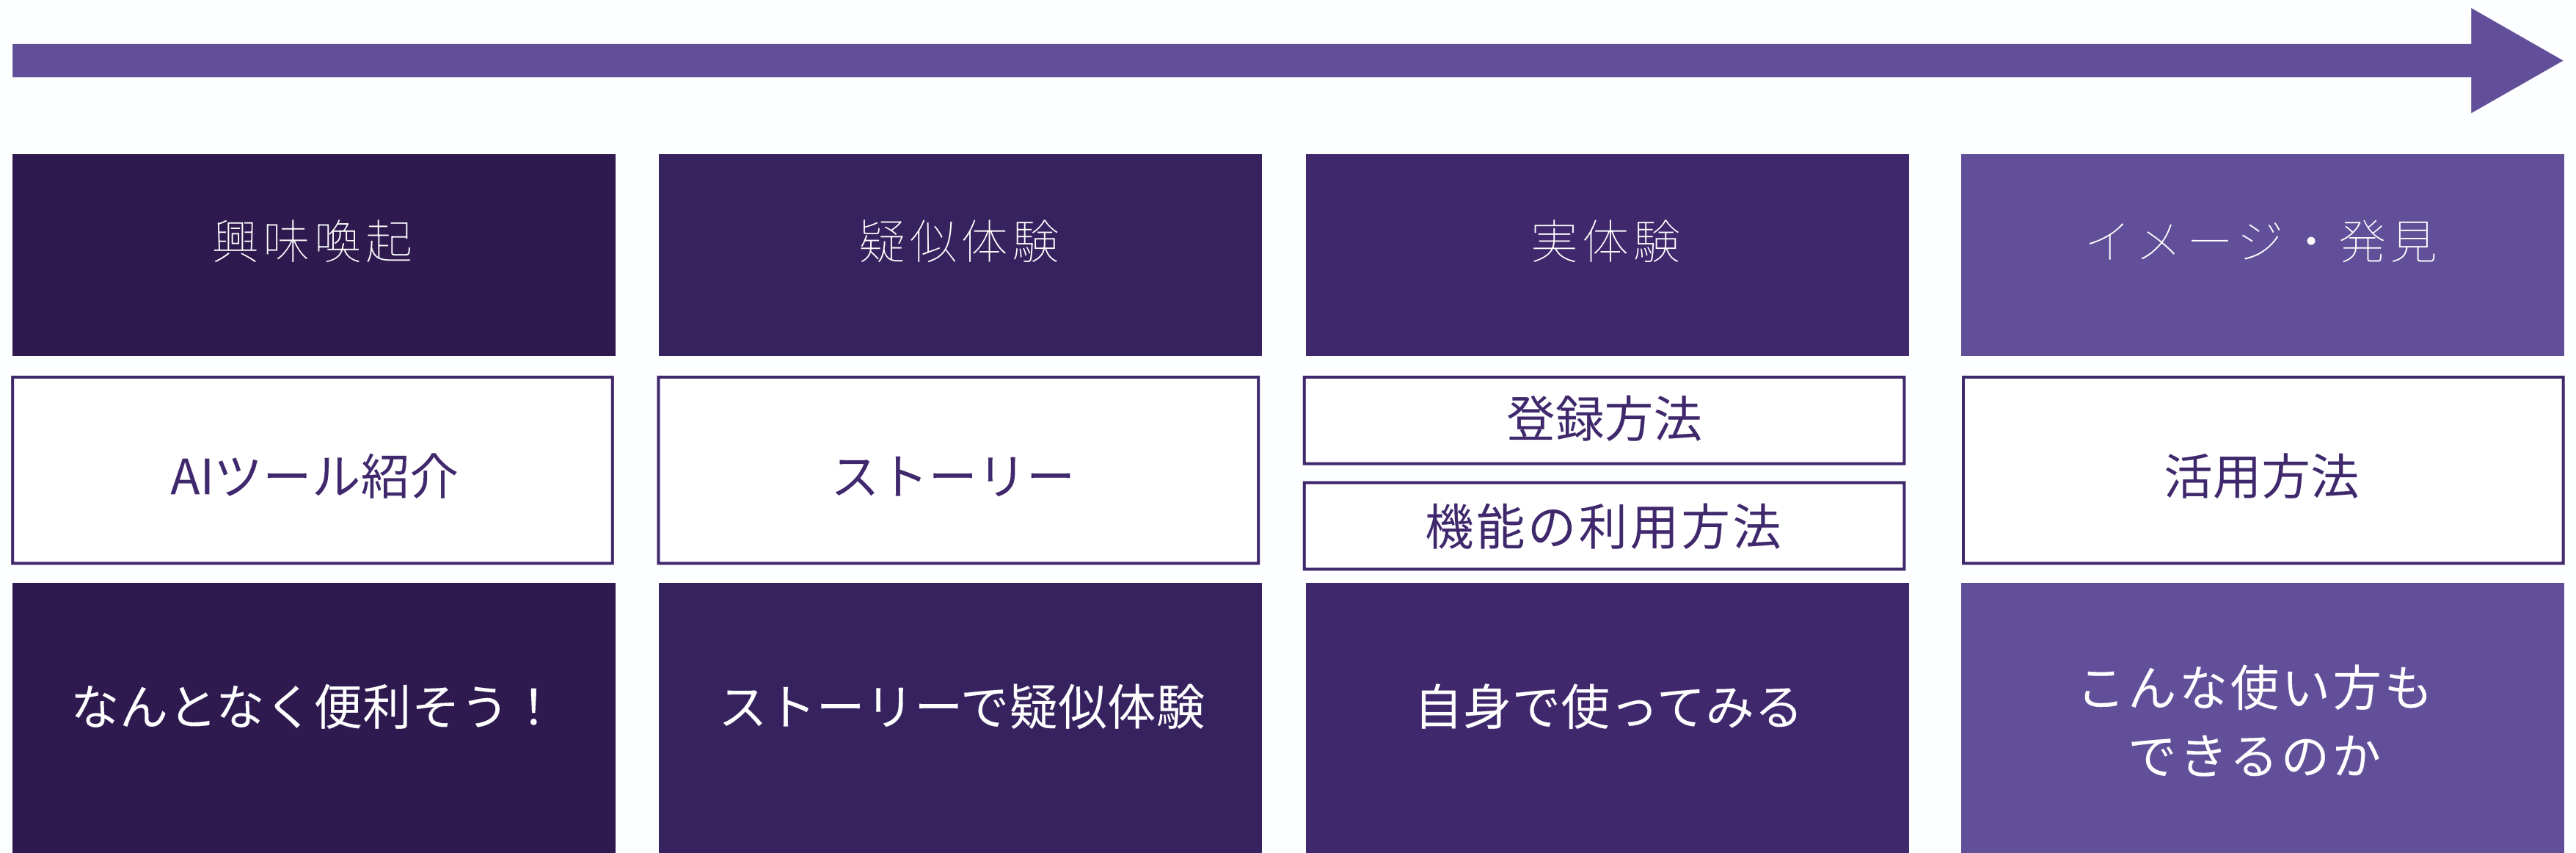 興味喚起
疑似体験
実体験
イメージ・発見
AIツール紹介
ストーリー
登録方法
機能の利用方法
活用方法
なんとなく便利そう！
ストーリーで疑似体験
自身で使ってみる
こんな使い方も
できるのか